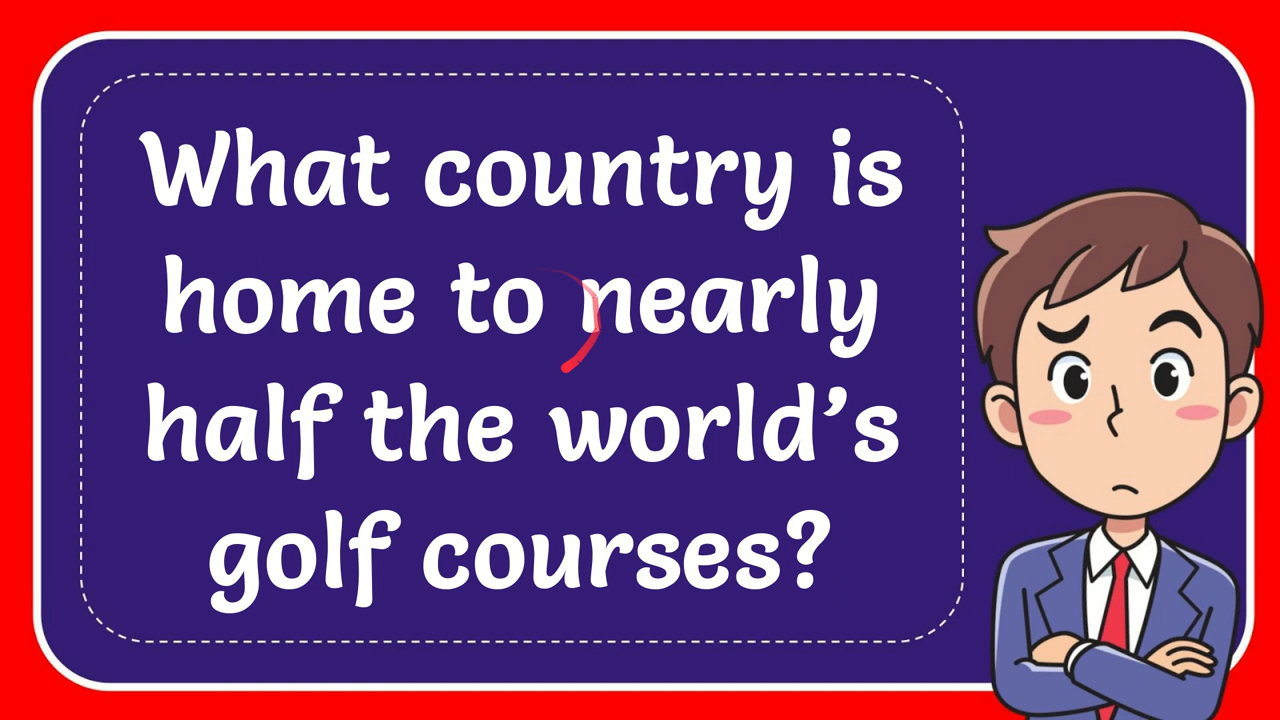 What country is
home to nearly
half the world’s
golf courses?